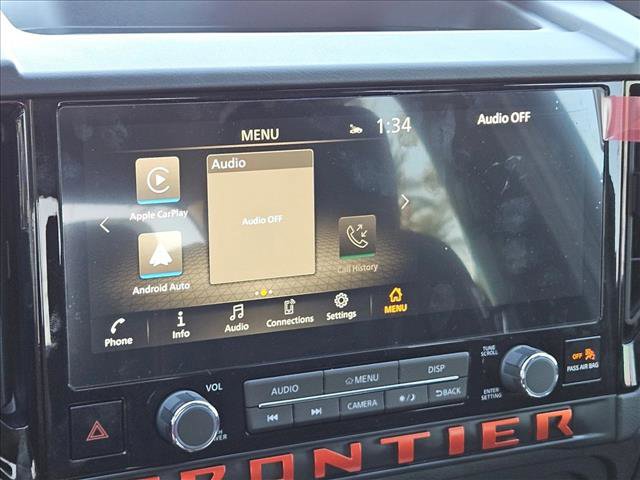 MENU
1:34
Audio OFF
Audio
Apple CarPlay
Audio OFF
Android Auto
Call History
Phone
Info
Audio
Connections
Settings
MENU
VOL
AUDIO
MENU
DISP
CAMERA
BACK
TUNE
SCROLL
ENTER
SETTING
OFF
PASS AIR BAG
FRONTIER